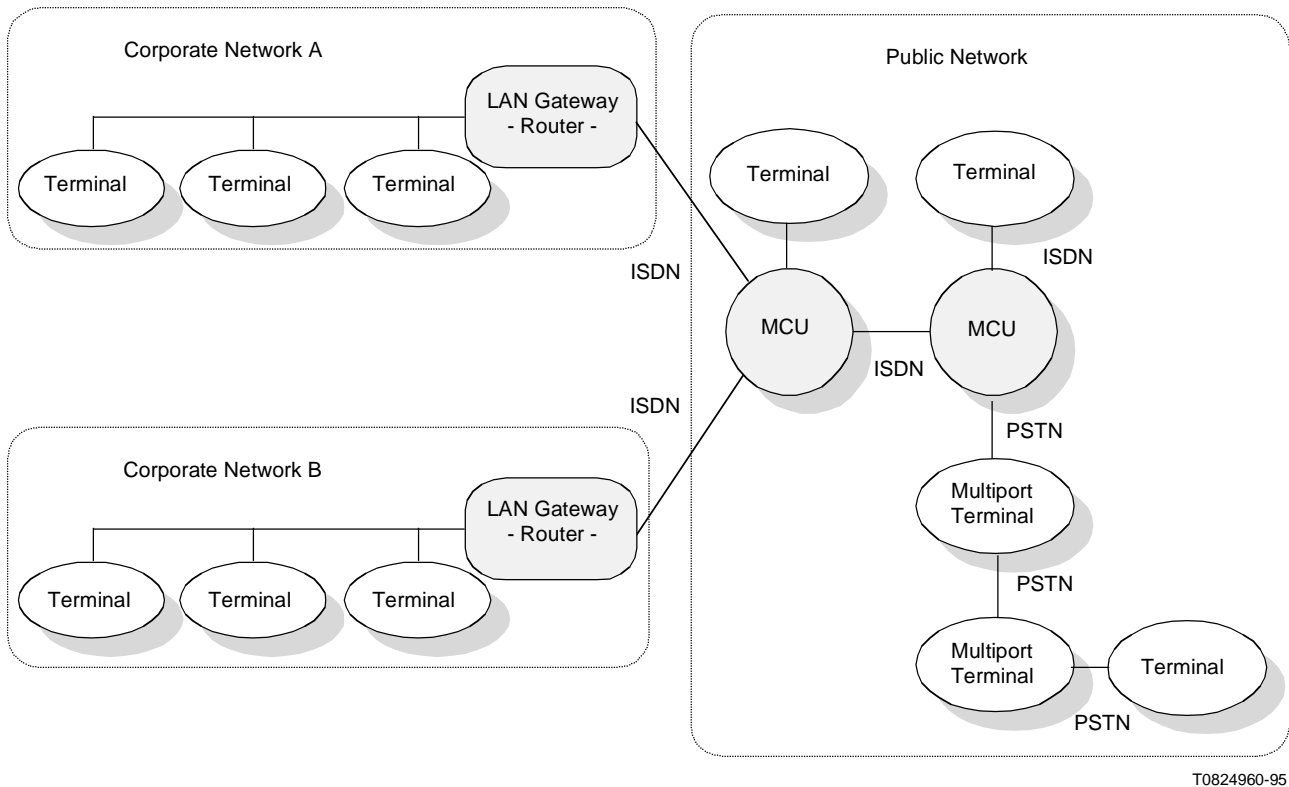 Corporate Network A
LAN Gateway
- Router -
Terminal
Terminal
Terminal
Public Network
Terminal
Terminal
ISDN
ISDN
MCU
MCU
ISDN
ISDN
PSTN
Corporate Network B
LAN Gateway
- Router -
Terminal
Terminal
Terminal
Multiport
Terminal
PSTN
Multiport
Terminal
Terminal
PSTN
T0824960-95